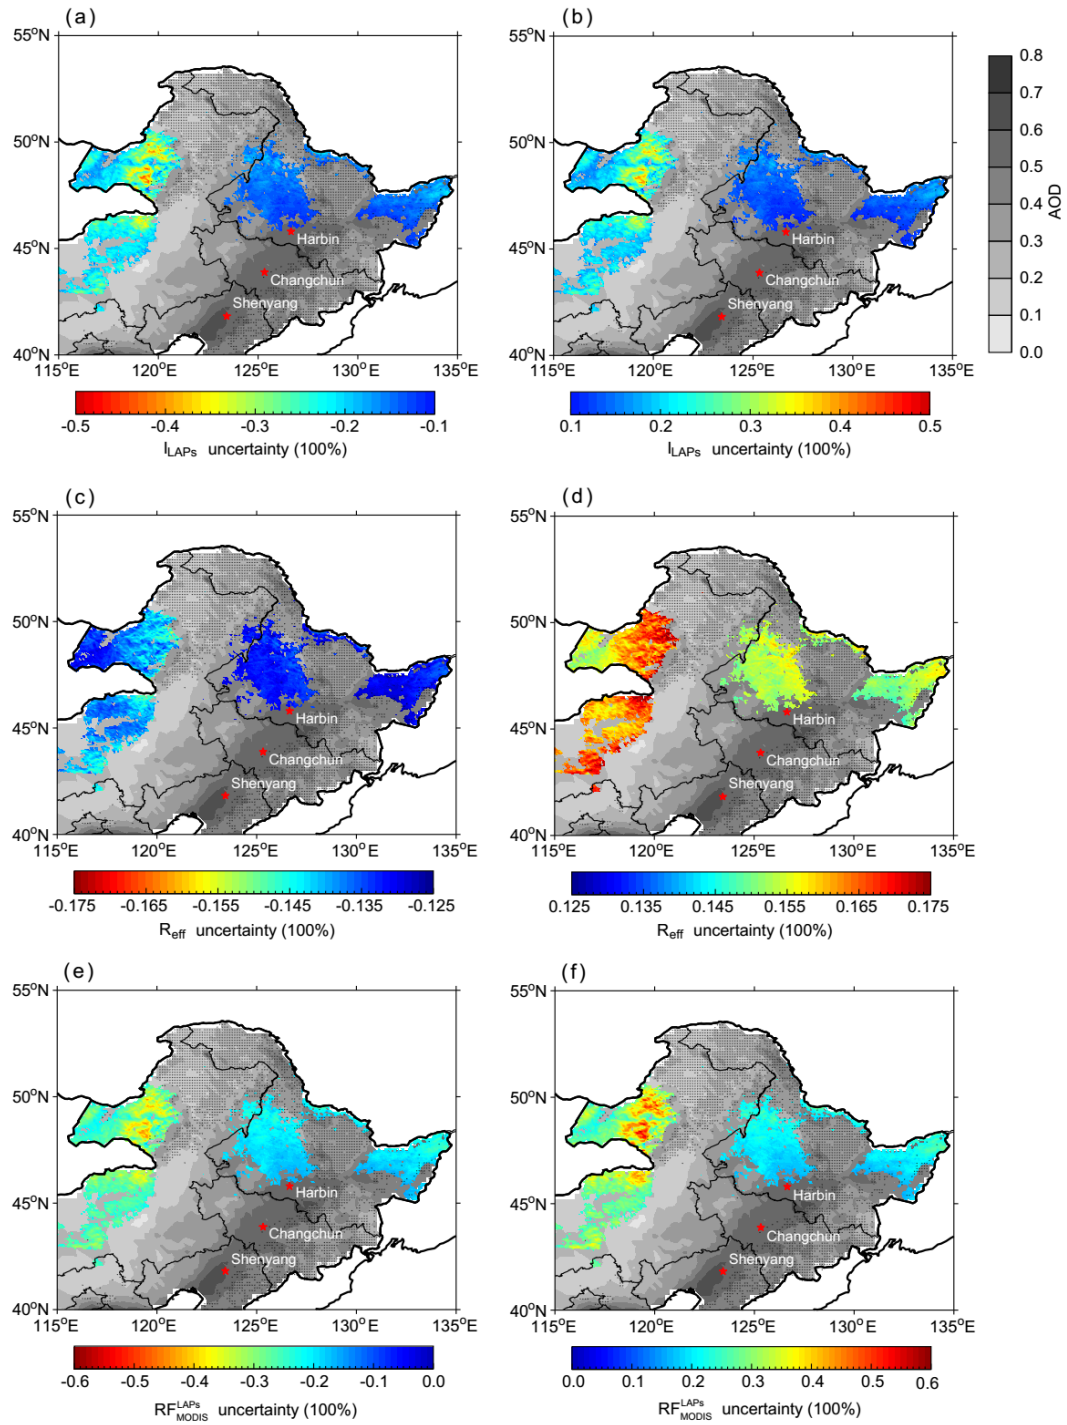 (a)
(b)
55°N
50°N
45°N
40°N
115°E 120°E 125°E 130°E 135°E
Harbin
Changchun
Shenyang
-0.5 -0.4 -0.3 -0.2 -0.1
I_LAPs uncertainty (100%)
55°N
50°N
45°N
40°N
115°E 120°E 125°E 130°E 135°E
Harbin
Changchun
Shenyang
0.1 0.2 0.3 0.4 0.5
I_LAPs uncertainty (100%)
0.8
0.7
0.6
0.5
0.4
0.3
0.2
0.1
0.0
AOD
(c)
55°N
50°N
45°N
40°N
115°E 120°E 125°E 130°E 135°E
Harbin
Changchun
Shenyang
-0.175 -0.165 -0.155 -0.145 -0.135 -0.125
R_eff uncertainty (100%)
(d)
55°N
50°N
45°N
40°N
115°E 120°E 125°E 130°E 135°E
Harbin
Changchun
Shenyang
0.125 0.135 0.145 0.155 0.165 0.175
R_eff uncertainty (100%)
(e)
55°N
50°N
45°N
40°N
115°E 120°E 125°E 130°E 135°E
Harbin
Changchun
Shenyang
-0.6 -0.5 -0.4 -0.3 -0.2 -0.1 0.0
RF_MODIS^LAPs uncertainty (100%)
(f)
55°N
50°N
45°N
40°N
115°E 120°E 125°E 130°E 135°E
Harbin
Changchun
Shenyang
0.0 0.1 0.2 0.3 0.4 0.5 0.6
RF_MODIS^LAPs uncertainty (100%)